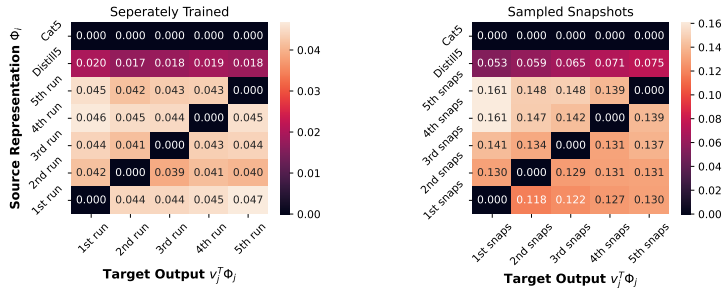 Seperately Trained
Source Representation Φi
Cat5 0.000 0.000 0.000 0.000 0.000
Distill5 0.020 0.017 0.018 0.019 0.018
5th run 0.045 0.042 0.043 0.043 0.000
4th run 0.046 0.045 0.044 0.000 0.045
3rd run 0.044 0.041 0.000 0.043 0.044
2nd run 0.042 0.000 0.039 0.041 0.040
1st run 0.000 0.044 0.044 0.045 0.047
1st run 2nd run 3rd run 4th run 5th run
Target Output vjTΦj
0.04
0.03
0.02
0.01
0.00
Sampled Snapshots
Cat5 0.000 0.000 0.000 0.000 0.000
Distill5 0.053 0.059 0.065 0.071 0.075
5th snaps 0.161 0.148 0.148 0.139 0.000
4th snaps 0.161 0.147 0.142 0.000 0.139
3rd snaps 0.141 0.134 0.000 0.131 0.137
2nd snaps 0.130 0.000 0.129 0.131 0.131
1st snaps 0.000 0.118 0.122 0.127 0.130
1st snaps 2nd snaps 3rd snaps 4th snaps 5th snaps
Target Output vjTΦj
0.16
0.14
0.12
0.10
0.08
0.06
0.04
0.02
0.00